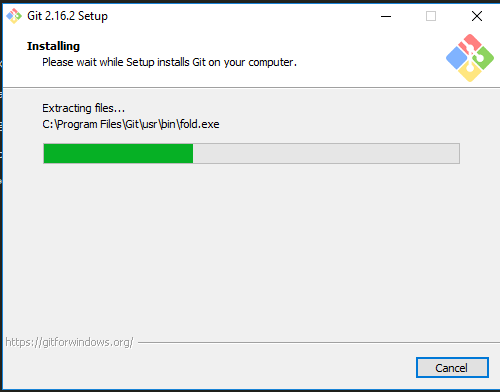 Git 2.16.2 Setup
Installing
Please wait while Setup installs Git on your computer.
Extracting files...
C:\Program Files\Git\usr\bin\fold.exe
https://gitforwindows.org/
Cancel